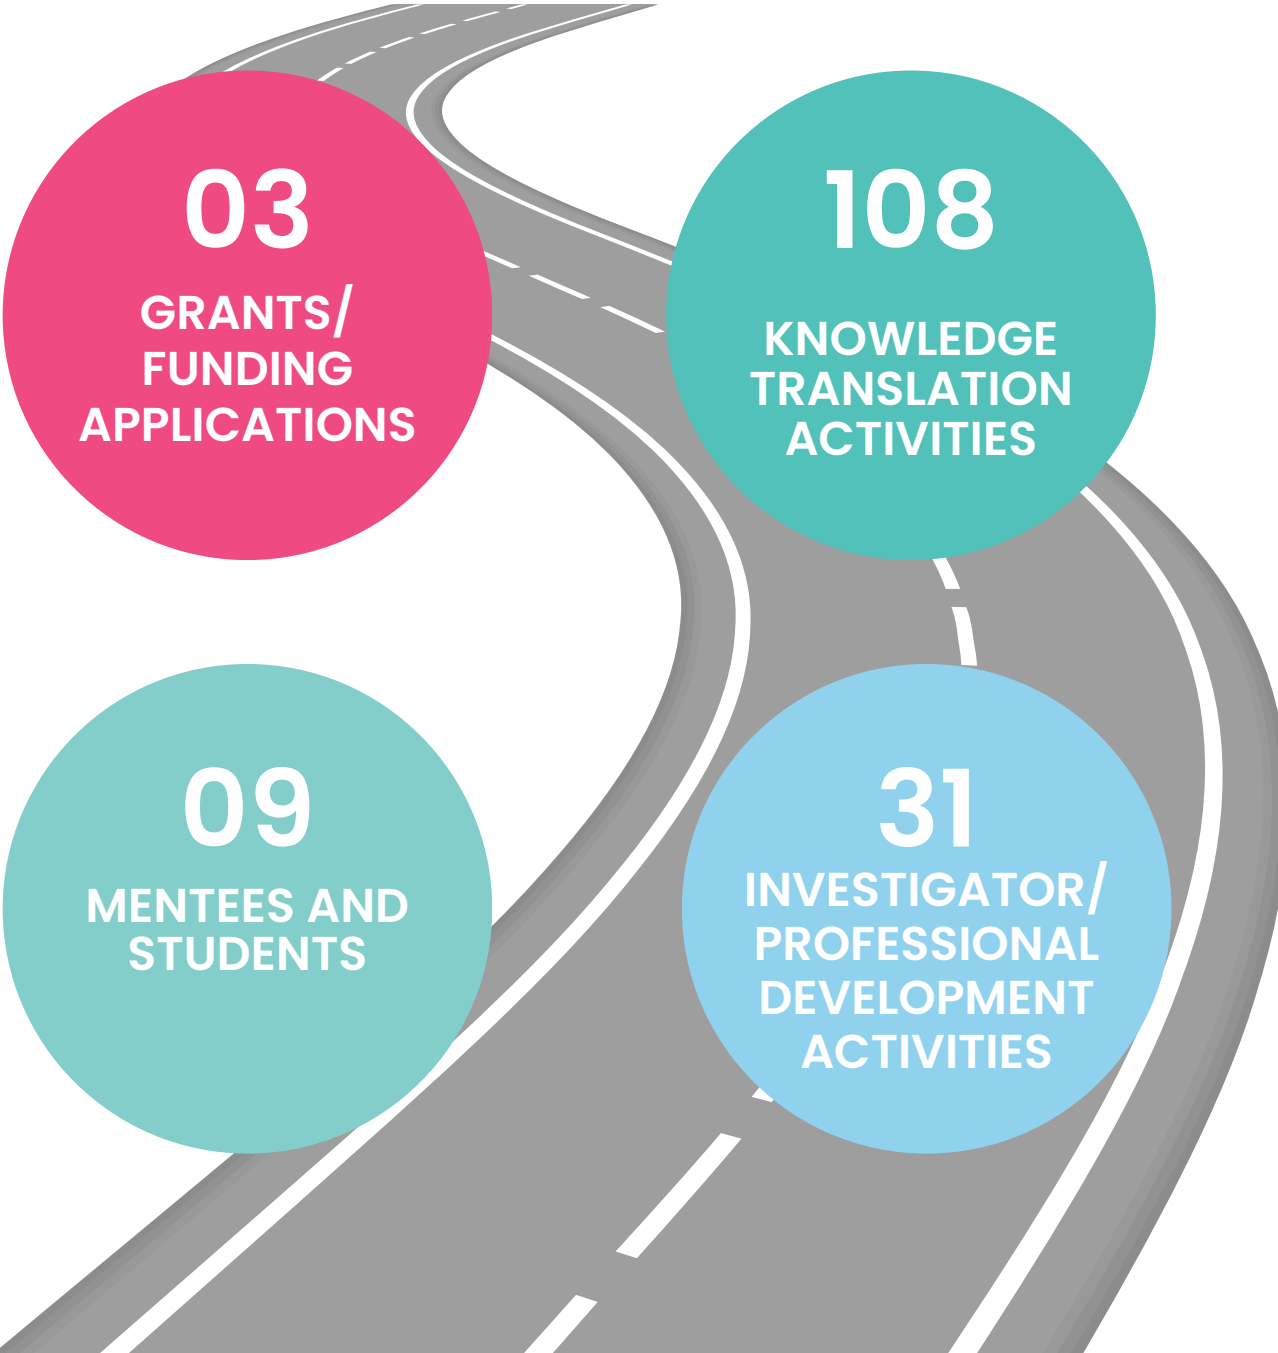 03
GRANTS/
FUNDING
APPLICATIONS
108
KNOWLEDGE
TRANSLATION
ACTIVITIES
09
MENTEES AND
STUDENTS
31
INVESTIGATOR/
PROFESSIONAL
DEVELOPMENT
ACTIVITIES